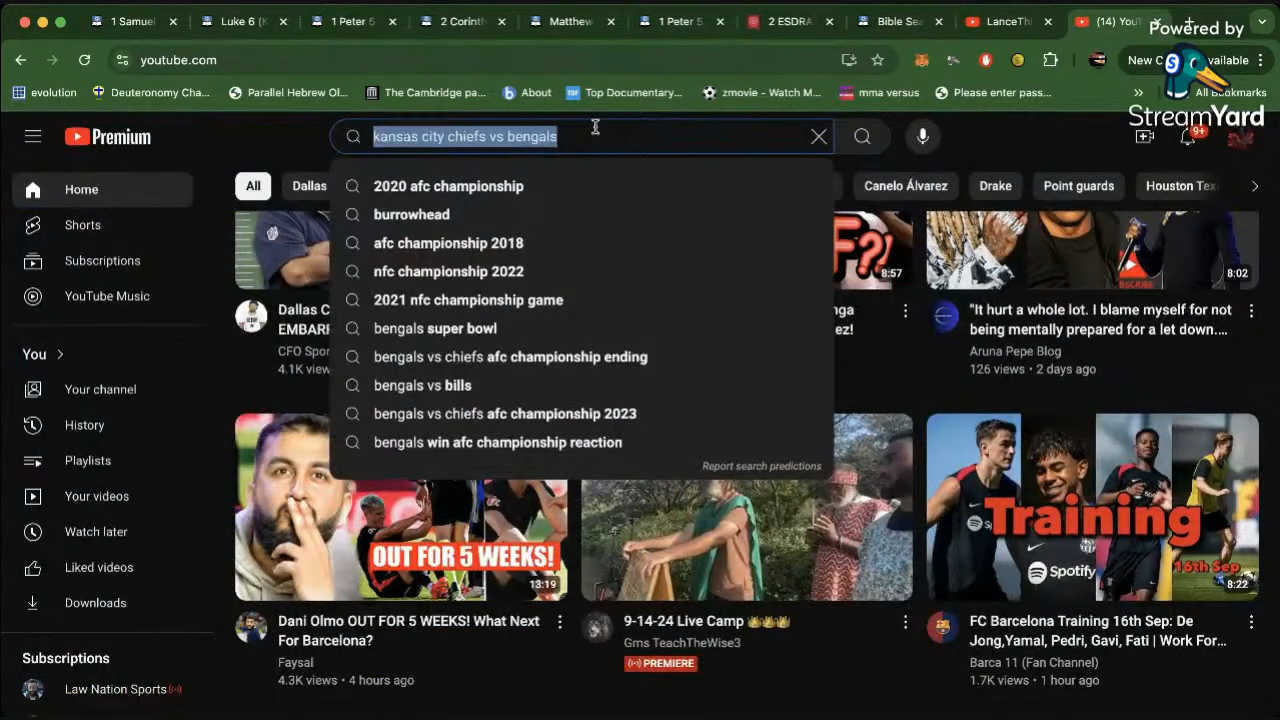 1 Samuel
Luke 6 (K
1 Peter 5
2 Corinth
Matthew
1 Peter 5
2 ESDRA
Bible Sea
LanceThi
(14) You
Powered by
youtube.com
New C
vailable
StreamYard
evolution
Deuteronomy Cha...
Parallel Hebrew Ol...
The Cambridge pa...
About
Top Documentary...
zmovie - Watch M...
mma versus
Please enter pass...
All Bookmarks
Premium
kansas city chiefs vs bengals
9+
Home
All
Dallas
Canelo Álvarez
Drake
Point guards
Houston Tex
2020 afc championship
burrowhead
afc championship 2018
nfc championship 2022
2021 nfc championship game
bengals super bowl
bengals vs chiefs afc championship ending
bengals vs bills
bengals vs chiefs afc championship 2023
bengals win afc championship reaction
Report search predictions
Shorts
Subscriptions
YouTube Music
You
Your channel
History
Playlists
Your videos
Watch later
Liked videos
Downloads
Subscriptions
Law Nation Sports
F?!
8:57
8:02
Dallas C
EMBARR
CFO Spor
4.1K view
nga
ez!
"It hurt a whole lot. I blame myself for not
being mentally prepared for a let down....
Aruna Pepe Blog
126 views • 2 days ago
OUT FOR 5 WEEKS!
13:19
Training
Spotify
16th Sep
8:22
Dani Olmo OUT FOR 5 WEEKS! What Next
For Barcelona?
Faysal
4.3K views • 4 hours ago
9-14-24 Live Camp 👑👑👑
Gms TeachTheWise3
PREMIERE
FC Barcelona Training 16th Sep: De
Jong,Yamal, Pedri, Gavi, Fati | Work For...
Barca 11 (Fan Channel)
1.7K views • 1 hour ago